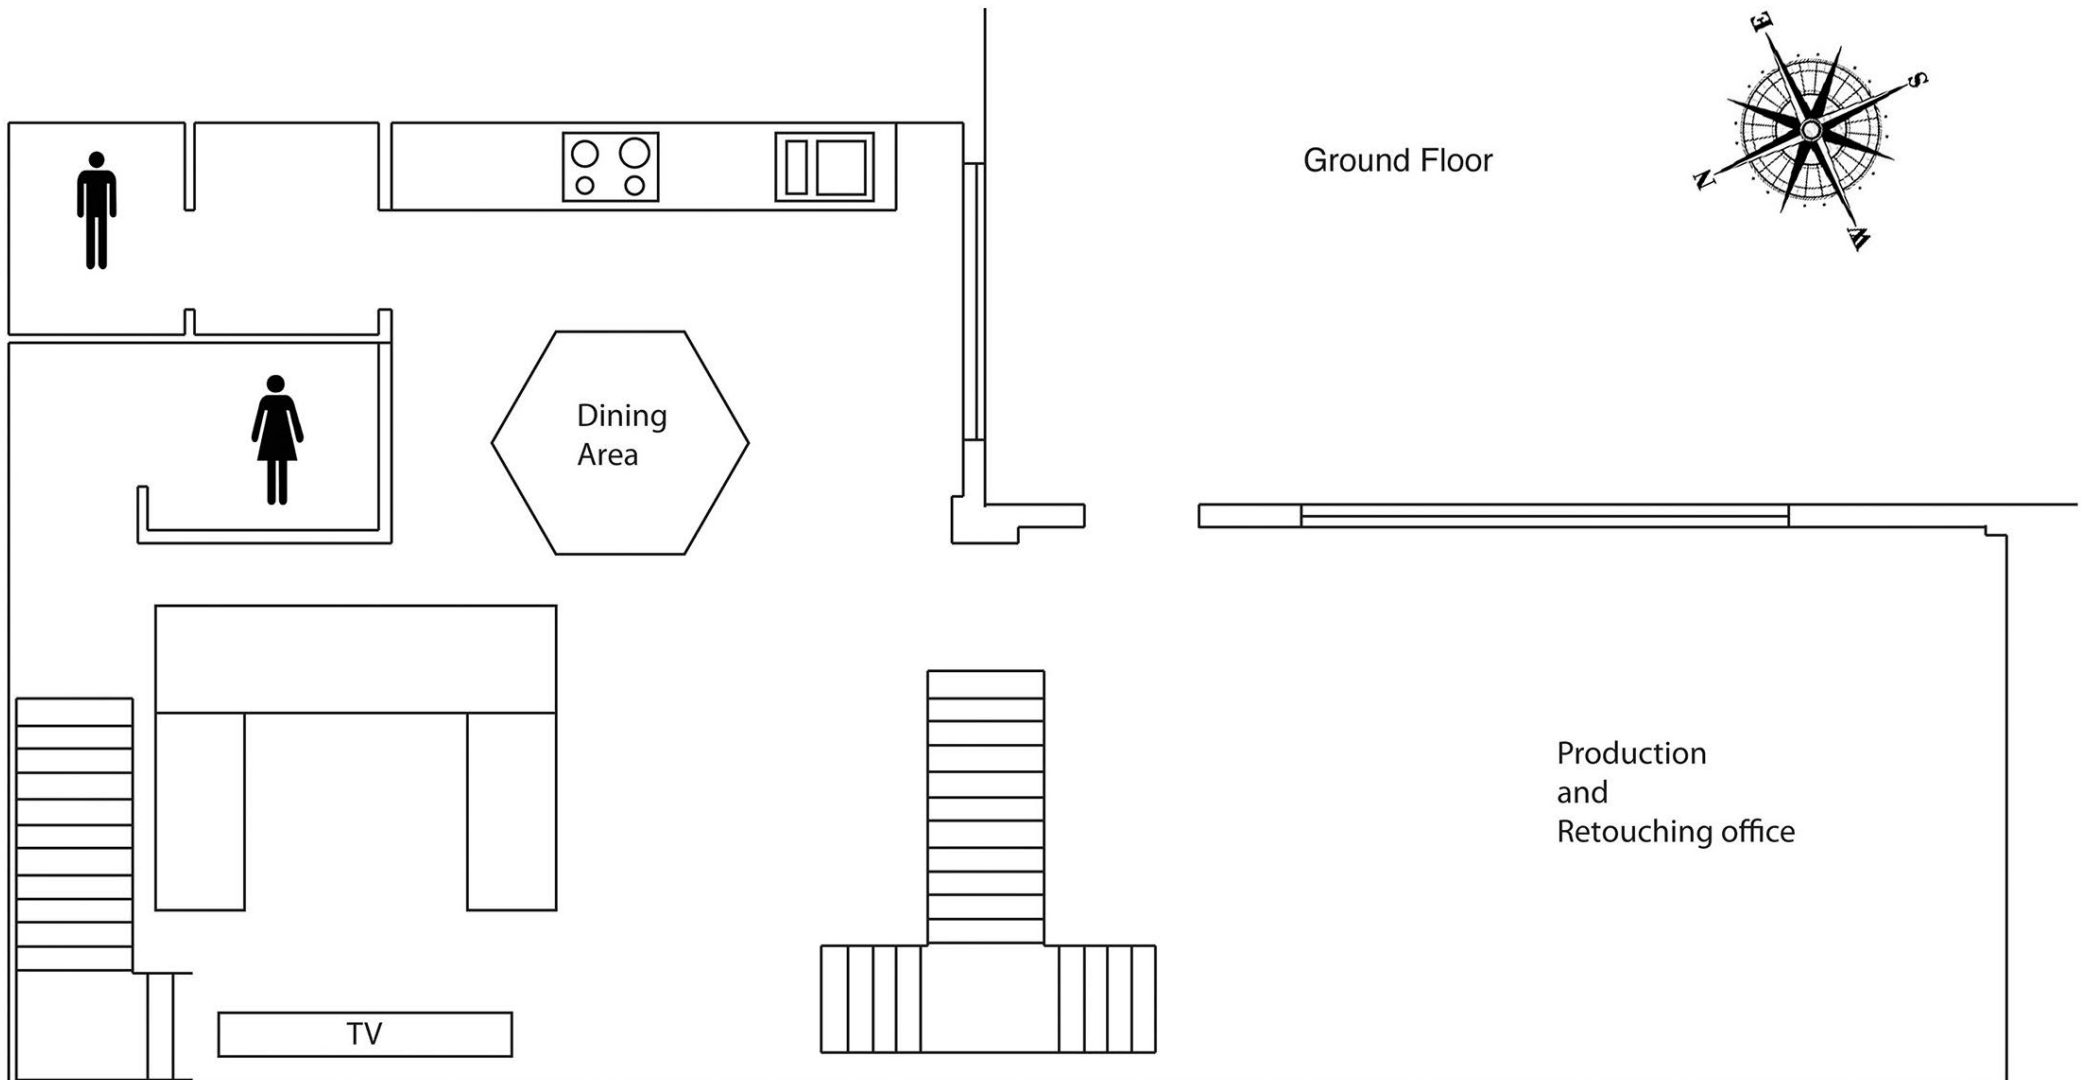 E
S
Ground Floor
N
W
Dining
Area
Production
and
Retouching office
TV